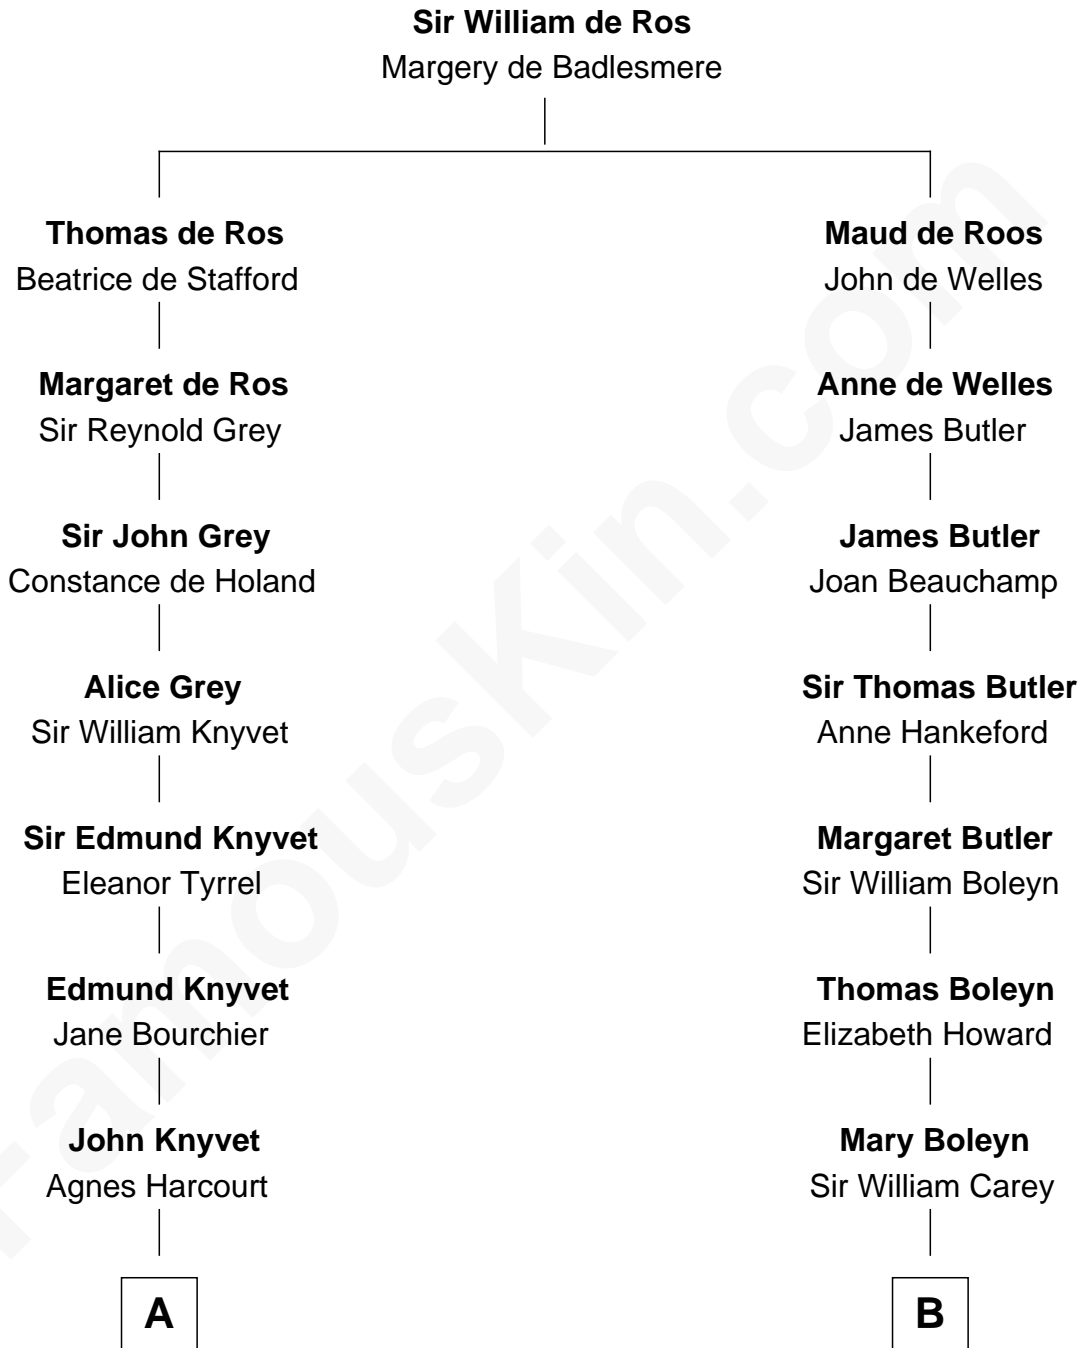 Sir William de Ros
Margery de Badlesmere
Thomas de Ros
Beatrice de Stafford
Margaret de Ros
Sir Reynold Grey
Sir John Grey
Constance de Holand
Alice Grey
Sir William Knyvet
Sir Edmund Knyvet
Eleanor Tyrrel
Edmund Knyvet
Jane Bourchier
John Knyvet
Agnes Harcourt
A
Maud de Roos
John de Welles
Anne de Welles
James Butler
James Butler
Joan Beauchamp
Sir Thomas Butler
Anne Hankeford
Margaret Butler
Sir William Boleyn
Thomas Boleyn
Elizabeth Howard
Mary Boleyn
Sir William Carey
B
FamousKin.com